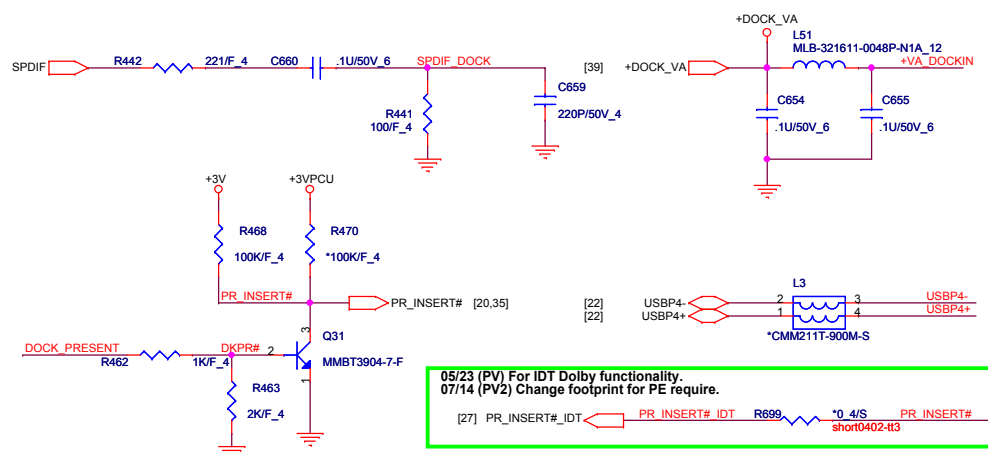 SPDIF
R442
221/F_4
C660
.1U/50V_6
SPDIF_DOCK
R441
100/F_4
C659
220P/50V_4
[39]
+DOCK_VA
+DOCK_VA
L51
MLB-321611-0048P-N1A_12
+VA_DOCKIN
C654
.1U/50V_6
C655
.1U/50V_6
+3V
+3VPCU
R468
100K/F_4
R470
*100K/F_4
PR_INSERT#
PR_INSERT# [20,35]
3
Q31
MMBT3904-7-F
2
1
DOCK_PRESENT
R462
1K/F_4
DKPR#
R463
2K/F_4
L3
[22] USBP4-
2
3
USBP4-
[22] USBP4+
1
4
USBP4+
*CMM211T-900M-S
05/23 (PV) For IDT Dolby functionality.
07/14 (PV2) Change footprint for PE require.
[27] PR_INSERT#_IDT
PR_INSERT#_IDT
R699
*0_4/S
short0402-tt3
PR_INSERT#